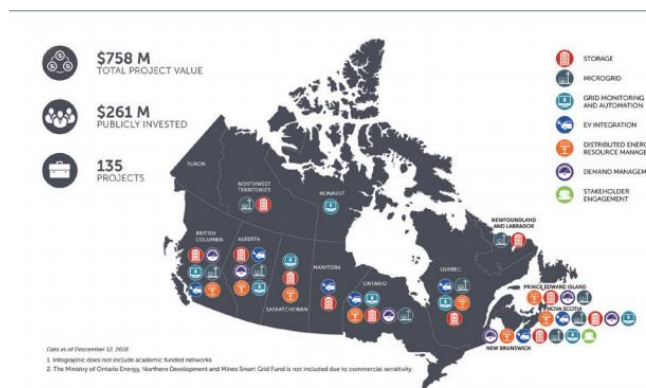 $758 M
TOTAL PROJECT VALUE
$261 M
PUBLICLY INVESTED
135
PROJECTS
STORAGE
MICROGRID
GRID MONITORING
AND AUTOMATION
EV INTEGRATION
DISTRIBUTED ENERG
RESOURCE MANAGE
DEMAND MANAGEM
STAKEHOLDER
ENGAGEMENT
YUKON
NORTHWEST
TERRITORIES
NUNAVUT
BRITISH
COLUMBIA
ALBERTA
SASKATCHEWAN
MANITOBA
ONTARIO
QUEBEC
NEWFOUNDLAND
AND LABRADOR
PRINCE EDWARD ISLAND
NOVA SCOTIA
NEW BRUNSWICK
Data as of December 12, 2018
1. Infographic does not include academic funded networks
2. The Ministry of Ontario Energy, Northern Development and Mines Smart Grid Fund is not included due to commercial sensitivity